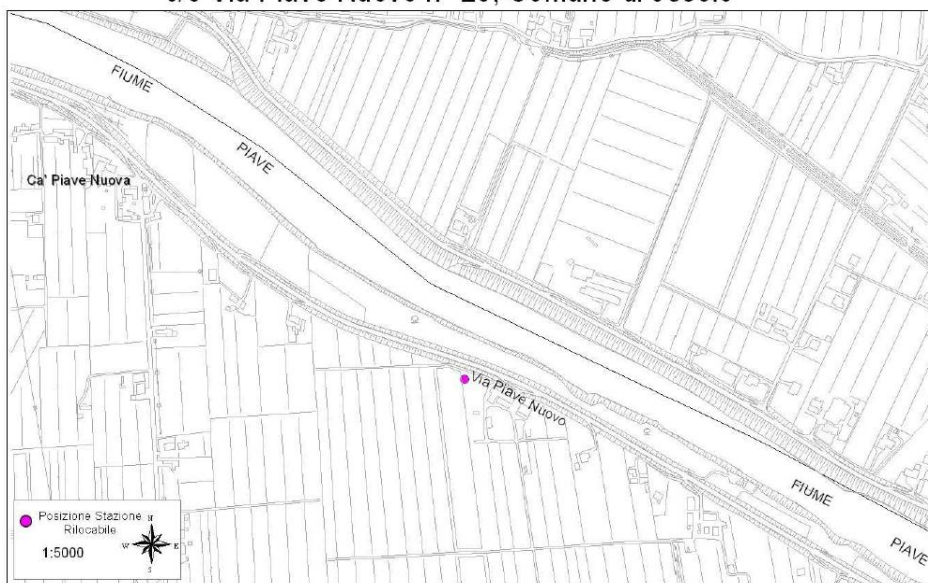 FIUME
PIAVE
Ca' Piave Nuova
Via Piave Nuovo
FIUME
PIAVE
Posizione Stazione
Rilocabile
1:5000
N
W
E
S